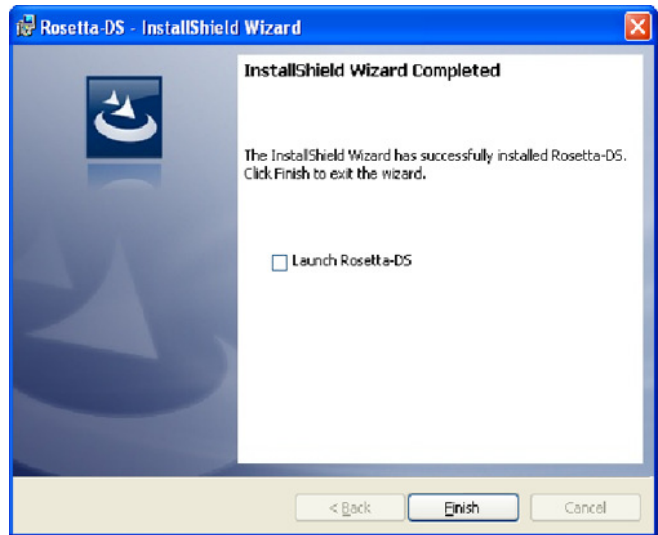 Rosetta-DS - InstallShield Wizard
InstallShield Wizard Completed
The InstallShield Wizard has successfully installed Rosetta-DS.
Click Finish to exit the wizard.
Launch Rosetta-DS
< Back Finish Cancel